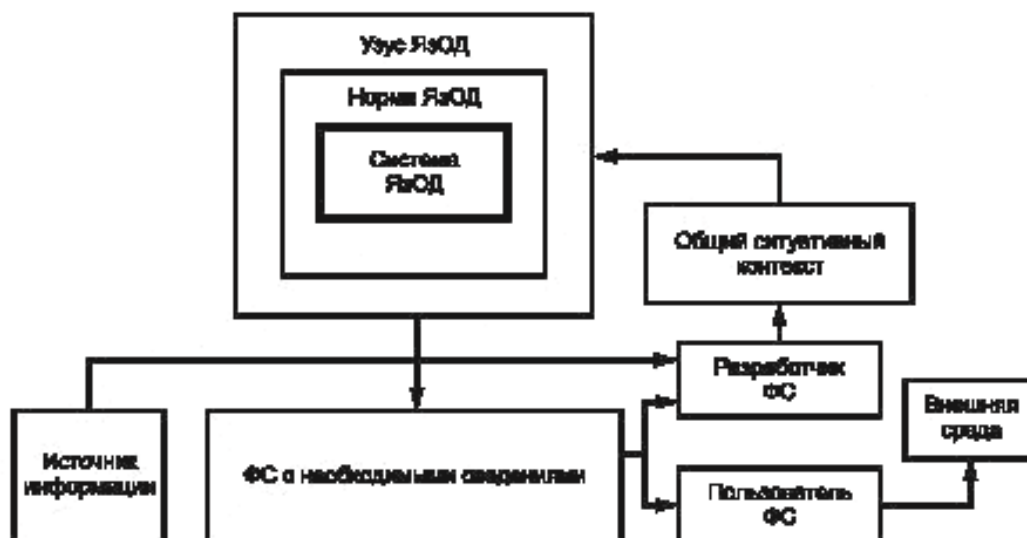 Узус ЯзОД
Норма ЯзОД
Система
ЯзОД
Общий ситуативный
контекст
Разработчик
ФС
Внешняя
среда
Источник
информации
ФС с необходимыми сведениями
Пользователь
ФС